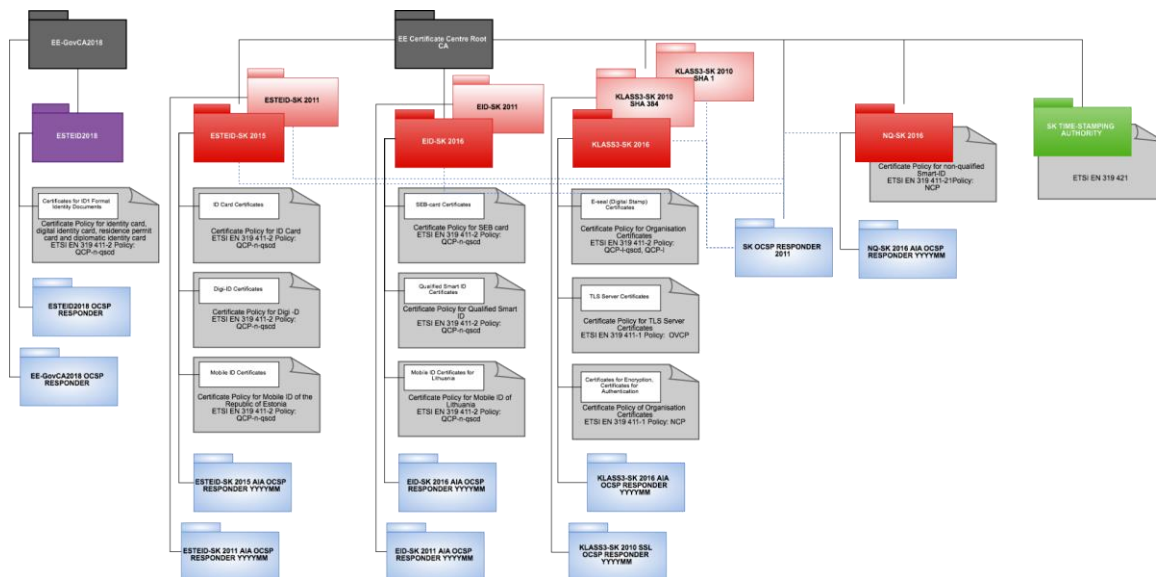 EE-GovCA2018
EE Certificate Centre Root
CA
KLASS3-SK 2010
SHA 1
KLASS3-SK 2010
SHA 384
ESTEID-SK 2011
EID-SK 2011
ESTEID2018
ESTEID-SK 2015
EID-SK 2016
KLASS3-SK 2016
NQ-SK 2016
SK TIME-STAMPING
AUTHORITY
Certificate Policy for non-qualified
Smart-ID
ETSI EN 319 411-21Policy:
NCP
ETSI EN 319 421
Certificates for ID1 Format
Identity Documents
Certificate Policy for identity card,
digital identity card, residence permit
card and diplomatic identity card
ETSI EN 319 411-2 Policy:
QCP-n-qscd
ID Card Certificates
Certificate Policy for ID Card
ETSI EN 319 411-2 Policy:
QCP-n-qscd
SEB-card Certificates
Certificate Policy for SEB card
ETSI EN 319 411-2 Policy:
QCP-n-qscd
E-seal (Digital Stamp)
Certificates
Certificate Policy for Organisation
Certificates
ETSI EN 319 411-2 Policy:
QCP-l-qscd, QCP-l
SK OCSP RESPONDER
2011
NQ-SK 2016 AIA OCSP
RESPONDER YYYYMM
ESTEID2018 OCSP
RESPONDER
Digi-ID Certificates
Certificate Policy for Digi -D
ETSI EN 319 411-2 Policy:
QCP-n-qscd
Qualified Smart ID
Certificates
Certificate Policy for Qualified Smart
ID
ETSI EN 319 411-2 Policy:
QCP-n-qscd
TLS Server Certificates
Certificate Policy for TLS Server
Certificates
ETSI EN 319 411-1 Policy: OVCP
EE-GovCA2018 OCSP
RESPONDER
Mobile ID Certificates
Certificate Policy for Mobile ID of the
Republic of Estonia
ETSI EN 319 411-2 Policy:
QCP-n-qscd
Mobile ID Certificates for
Lithuania
Certificate Policy for Mobile ID of
Lithuania
ETSI EN 319 411-2 Policy:
QCP-n-qscd
Certificates for Encryption,
Certificates for
Authentication
Certificate Policy of Organisation
Certificates
ETSI EN 319 411-1 Policy: NCP
ESTEID-SK 2015 AIA OCSP
RESPONDER YYYYMM
EID-SK 2016 AIA OCSP
RESPONDER YYYYMM
KLASS3-SK 2016 AIA
OCSP RESPONDER
YYYYMM
ESTEID-SK 2011 AIA OCSP
RESPONDER YYYYMM
EID-SK 2011 AIA OCSP
RESPONDER YYYYMM
KLASS3-SK 2010 SSL
OCSP RESPONDER
YYYYMM